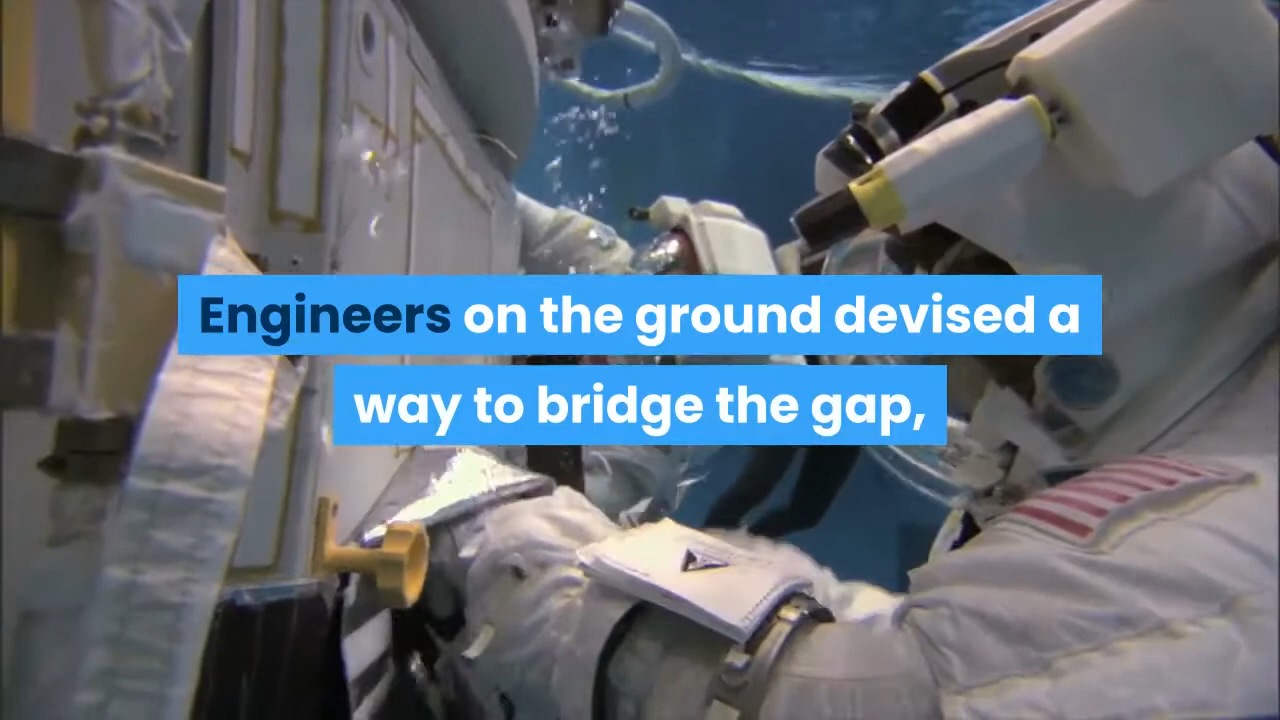 Engineers on the ground devised a
way to bridge the gap,